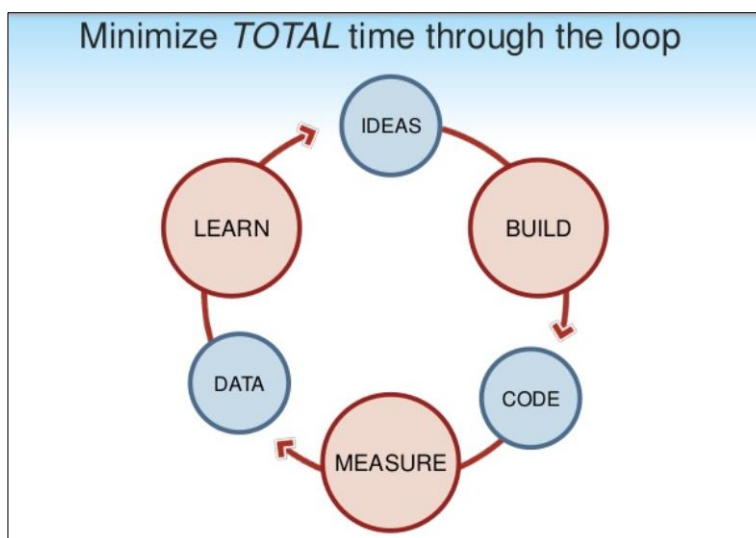 Minimize TOTAL time through the loop
IDEAS
BUILD
CODE
MEASURE
DATA
LEARN